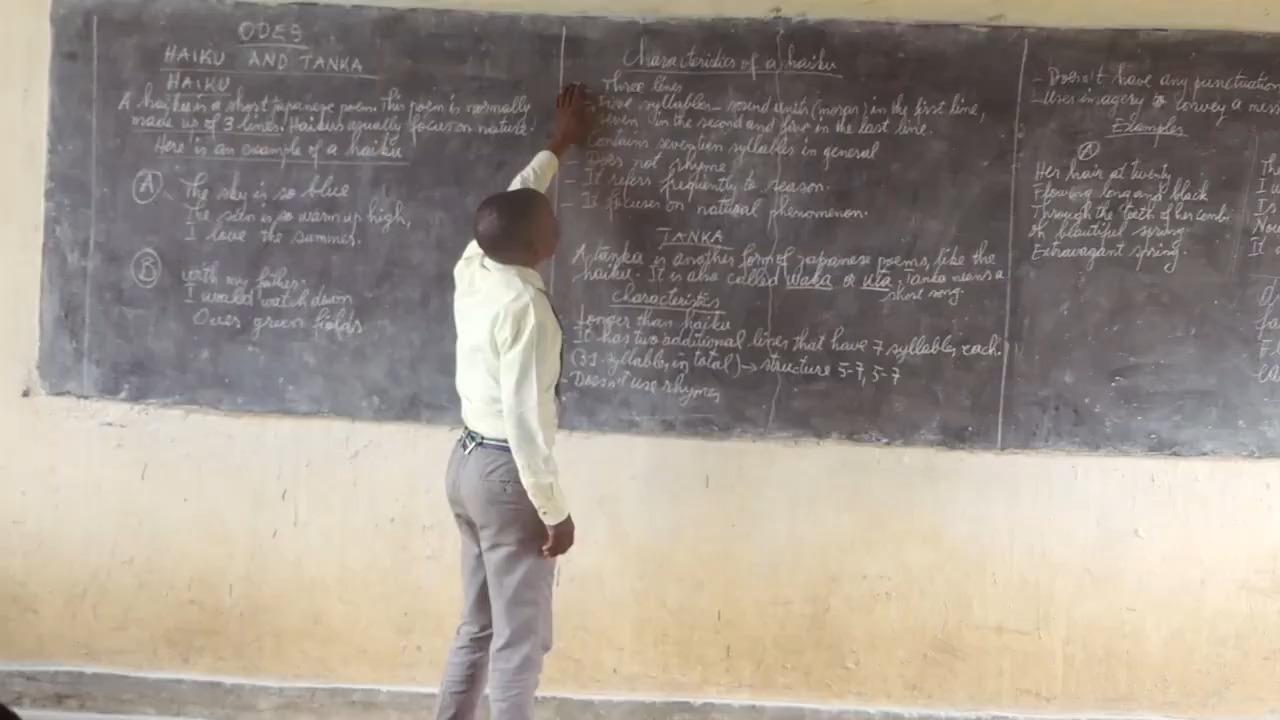 ODES
HAIKU AND TANKA
HAIKU
A haiku is a short japanese poem. This poem is normally
made up of 3 lines. Haikus usually focus on nature.
Here is an example of a haiku
A. The sky is so blue
The sun is so warm up high,
I love the summer.
B with my father.
I would watch dawn
Over green fields
Characteristics of a haiku
Three lines
- Five syllables - sound units (moras) in the first line,
seven in the second and five in the last line.
Contains seventeen syllables in general
- Does not rhyme
- It refers frequently to season.
- It focuses on natural phenomenon.
TANKA
A tanka is another form of japanese poems like the
haiku. It is also called waka or uta, Tanka means a
short song.
Characteristics
Longer than haiku
It has two additional lines that have 7 syllables each.
(31 syllables in total) → structure 5-7, 5-7
- Does n't use rhymes
- Doesn't have any punctuation
- Uses imagery to convey a mess
Examples
A
Her hair at twenty
Flowing long and black
Through the teeth of her comb
Oh beautiful spring
Extravagant spring.
Th
I w
I s
Now
It